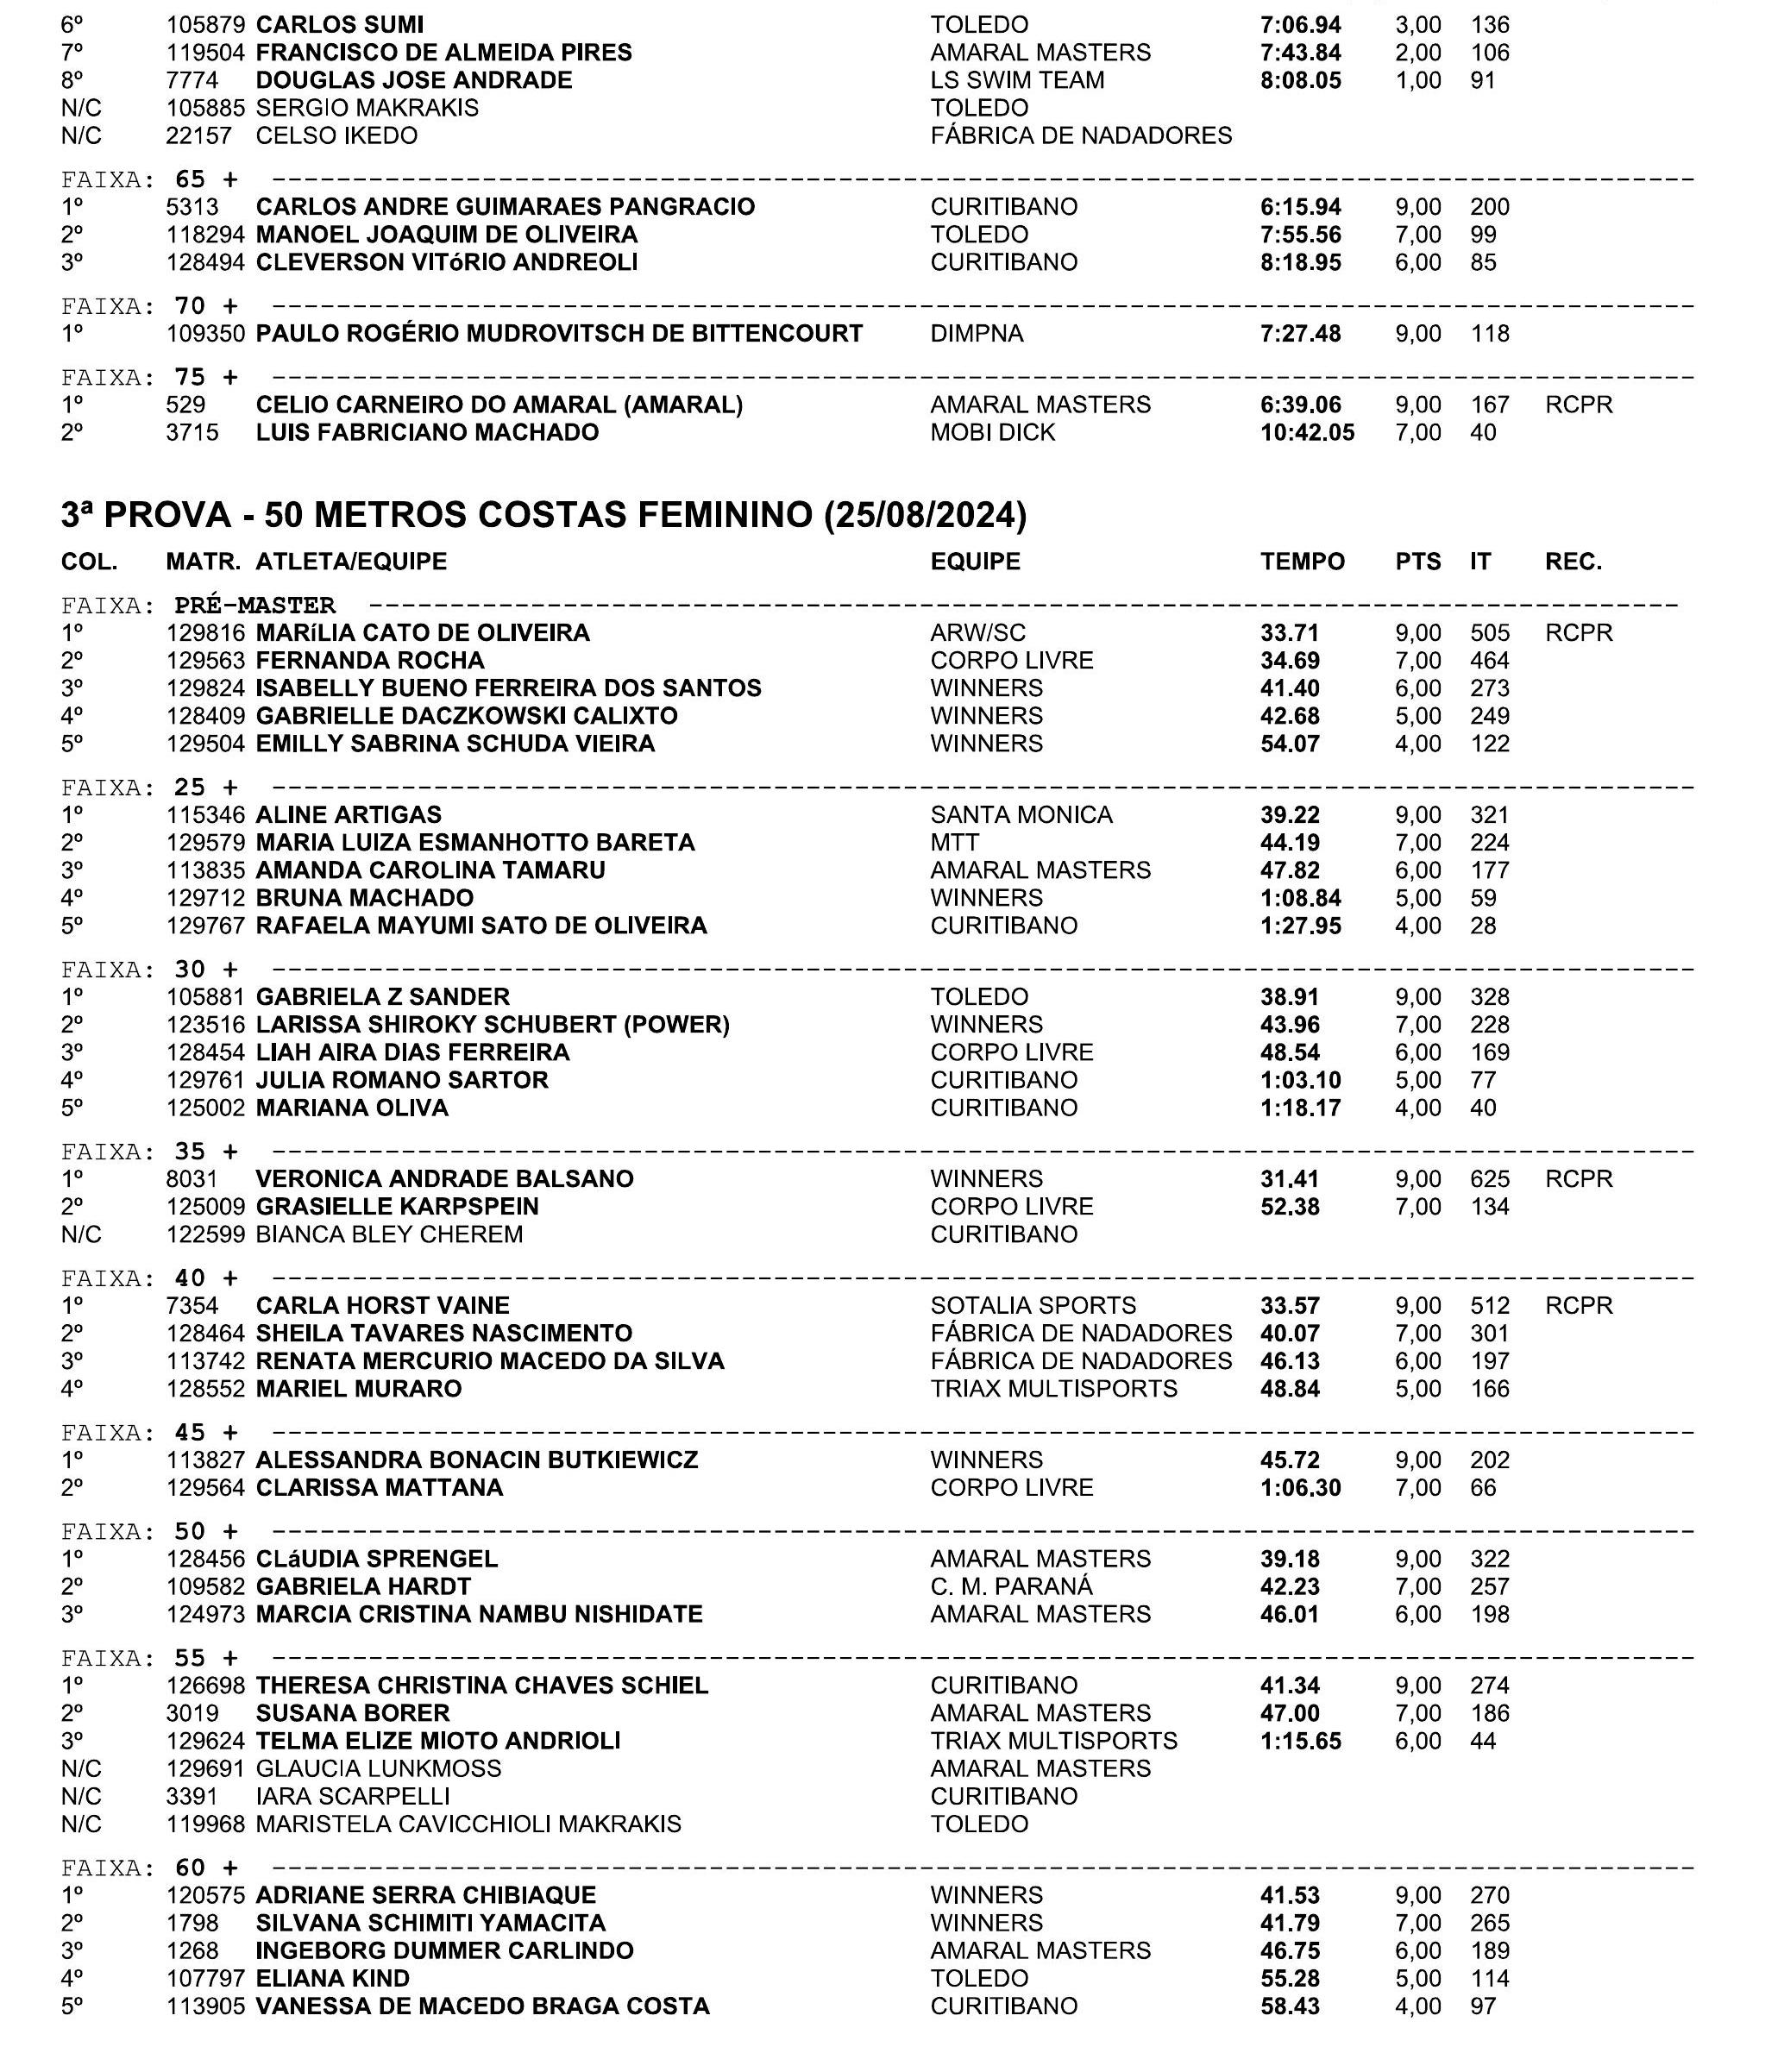 6º 105879 CARLOS SUMI TOLEDO 7:06.94 3,00 136
7º 119504 FRANCISCO DE ALMEIDA PIRES AMARAL MASTERS 7:43.84 2,00 106
8º 7774 DOUGLAS JOSE ANDRADE LS SWIM TEAM 8:08.05 1,00 91
N/C 105885 SERGIO MAKRAKIS TOLEDO
N/C 22157 CELSO IKEDO FÁBRICA DE NADADORES
FAIXA: 65 + ----------------------------------------------------------------------------------------
1º 5313 CARLOS ANDRE GUIMARAES PANGRACIO CURITIBANO 6:15.94 9,00 200
2º 118294 MANOEL JOAQUIM DE OLIVEIRA TOLEDO 7:55.56 7,00 99
3º 128494 CLEVERSON VITóRIO ANDREOLI CURITIBANO 8:18.95 6,00 85
FAIXA: 70 + ----------------------------------------------------------------------------------------
1º 109350 PAULO ROGÉRIO MUDROVITSCH DE BITTENCOURT DIMPNA 7:27.48 9,00 118
FAIXA: 75 + ----------------------------------------------------------------------------------------
1º 529 CELIO CARNEIRO DO AMARAL (AMARAL) AMARAL MASTERS 6:39.06 9,00 167 RCPR
2º 3715 LUIS FABRICIANO MACHADO MOBI DICK 10:42.05 7,00 40
3ª PROVA - 50 METROS COSTAS FEMININO (25/08/2024)
COL. MATR. ATLETA/EQUIPE EQUIPE TEMPO PTS IT REC.
FAIXA: PRÉ-MASTER ---------------------------------------------------------------------------------
1º 129816 MARíLIA CATO DE OLIVEIRA ARW/SC 33.71 9,00 505 RCPR
2º 129563 FERNANDA ROCHA CORPO LIVRE 34.69 7,00 464
3º 129824 ISABELLY BUENO FERREIRA DOS SANTOS WINNERS 41.40 6,00 273
4º 128409 GABRIELLE DACZKOWSKI CALIXTO WINNERS 42.68 5,00 249
5º 129504 EMILLY SABRINA SCHUDA VIEIRA WINNERS 54.07 4,00 122
FAIXA: 25 + ----------------------------------------------------------------------------------------
1º 115346 ALINE ARTIGAS SANTA MONICA 39.22 9,00 321
2º 129579 MARIA LUIZA ESMANHOTTO BARETA MTT 44.19 7,00 224
3º 113835 AMANDA CAROLINA TAMARU AMARAL MASTERS 47.82 6,00 177
4º 129712 BRUNA MACHADO WINNERS 1:08.84 5,00 59
5º 129767 RAFAELA MAYUMI SATO DE OLIVEIRA CURITIBANO 1:27.95 4,00 28
FAIXA: 30 + ----------------------------------------------------------------------------------------
1º 105881 GABRIELA Z SANDER TOLEDO 38.91 9,00 328
2º 123516 LARISSA SHIROKY SCHUBERT (POWER) WINNERS 43.96 7,00 228
3º 128454 LIAH AIRA DIAS FERREIRA CORPO LIVRE 48.54 6,00 169
4º 129761 JULIA ROMANO SARTOR CURITIBANO 1:03.10 5,00 77
5º 125002 MARIANA OLIVA CURITIBANO 1:18.17 4,00 40
FAIXA: 35 + ----------------------------------------------------------------------------------------
1º 8031 VERONICA ANDRADE BALSANO WINNERS 31.41 9,00 625 RCPR
2º 125009 GRASIELLE KARPSPEIN CORPO LIVRE 52.38 7,00 134
N/C 122599 BIANCA BLEY CHEREM CURITIBANO
FAIXA: 40 + ----------------------------------------------------------------------------------------
1º 7354 CARLA HORST VAINE SOTALIA SPORTS 33.57 9,00 512 RCPR
2º 128464 SHEILA TAVARES NASCIMENTO FÁBRICA DE NADADORES 40.07 7,00 301
3º 113742 RENATA MERCURIO MACEDO DA SILVA FÁBRICA DE NADADORES 46.13 6,00 197
4º 128552 MARIEL MURARO TRIAX MULTISPORTS 48.84 5,00 166
FAIXA: 45 + ----------------------------------------------------------------------------------------
1º 113827 ALESSANDRA BONACIN BUTKIEWICZ WINNERS 45.72 9,00 202
2º 129564 CLARISSA MATTANA CORPO LIVRE 1:06.30 7,00 66
FAIXA: 50 + ----------------------------------------------------------------------------------------
1º 128456 CLáUDIA SPRENGEL AMARAL MASTERS 39.18 9,00 322
2º 109582 GABRIELA HARDT C. M. PARANÁ 42.23 7,00 257
3º 124973 MARCIA CRISTINA NAMBU NISHIDATE AMARAL MASTERS 46.01 6,00 198
FAIXA: 55 + ----------------------------------------------------------------------------------------
1º 126698 THERESA CHRISTINA CHAVES SCHIEL CURITIBANO 41.34 9,00 274
2º 3019 SUSANA BORER AMARAL MASTERS 47.00 7,00 186
3º 129624 TELMA ELIZE MIOTO ANDRIOLI TRIAX MULTISPORTS 1:15.65 6,00 44
N/C 129691 GLAUCIA LUNKMOSS AMARAL MASTERS
N/C 3391 IARA SCARPELLI CURITIBANO
N/C 119968 MARISTELA CAVICCHIOLI MAKRAKIS TOLEDO
FAIXA: 60 + ----------------------------------------------------------------------------------------
1º 120575 ADRIANE SERRA CHIBIAQUE WINNERS 41.53 9,00 270
2º 1798 SILVANA SCHIMITI YAMACITA WINNERS 41.79 7,00 265
3º 1268 INGEBORG DUMMER CARLINDO AMARAL MASTERS 46.75 6,00 189
4º 107797 ELIANA KIND TOLEDO 55.28 5,00 114
5º 113905 VANESSA DE MACEDO BRAGA COSTA CURITIBANO 58.43 4,00 97